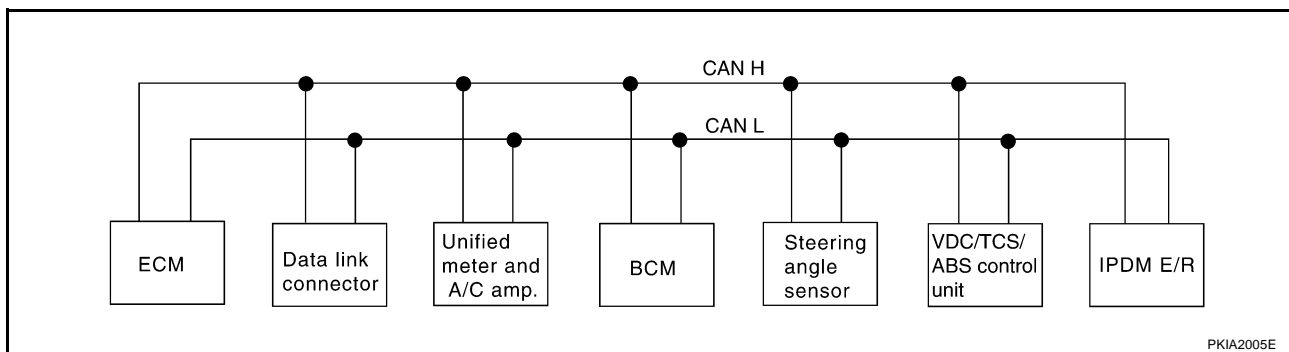 CAN H
CAN L
ECM
Data link
connector
Unified
meter and
A/C amp.
BCM
Steering
angle
sensor
VDC/TCS/
ABS control
unit
IPDM E/R
PKIA2005E